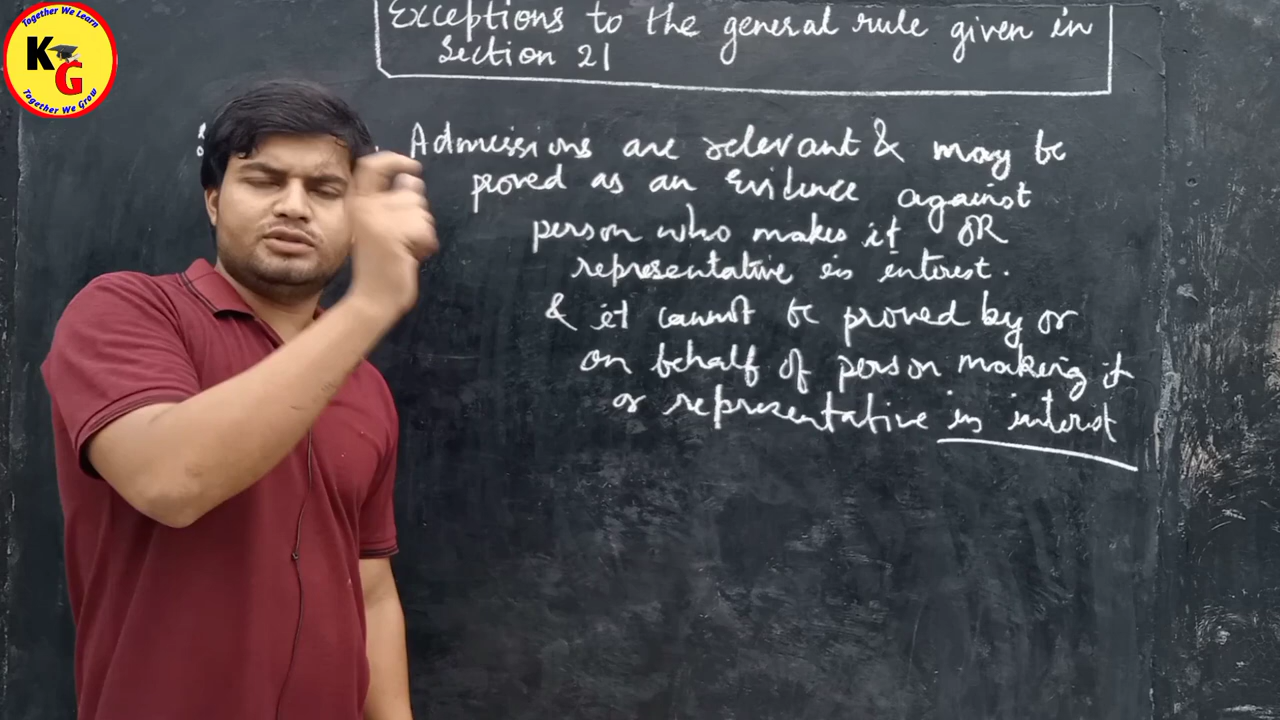 Together We Learn
KG
Together We Grow
Exceptions to the general rule given in
Section 21
Admissions are relevant & may be
proved as an Evidence against
person who makes it OR
representative in interest.
& it cannot be proved by or
on behalf of person making it
or representative in interest